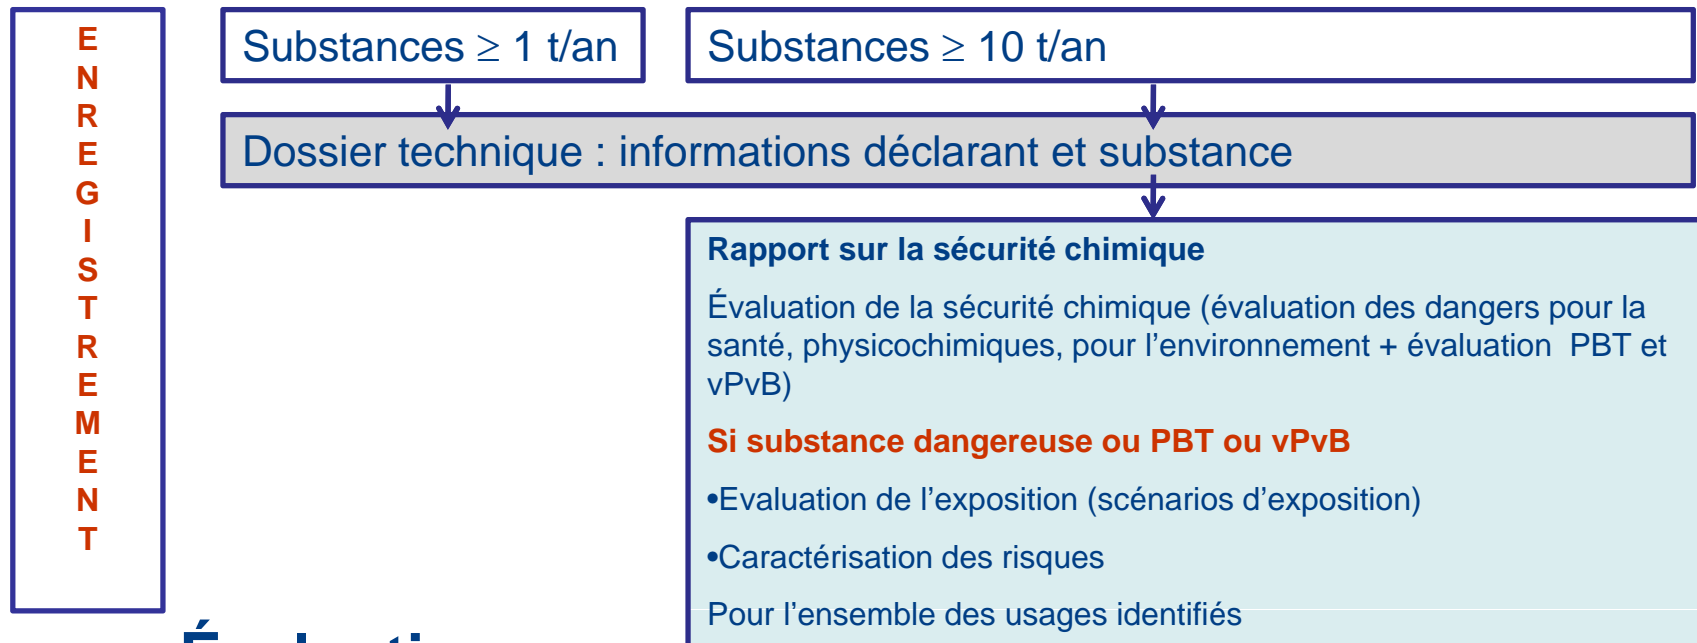 ENREGISTREMENT
Substances ≥ 1 t/an
Substances ≥ 10 t/an
Dossier technique : informations déclarant et substance
Rapport sur la sécurité chimique
Évaluation de la sécurité chimique (évaluation des dangers pour la
santé, physicochimiques, pour l’environnement + évaluation PBT et
vPvB)
Si substance dangereuse ou PBT ou vPvB
•Evaluation de l’exposition (scénarios d’exposition)
•Caractérisation des risques
Pour l’ensemble des usages identifiés